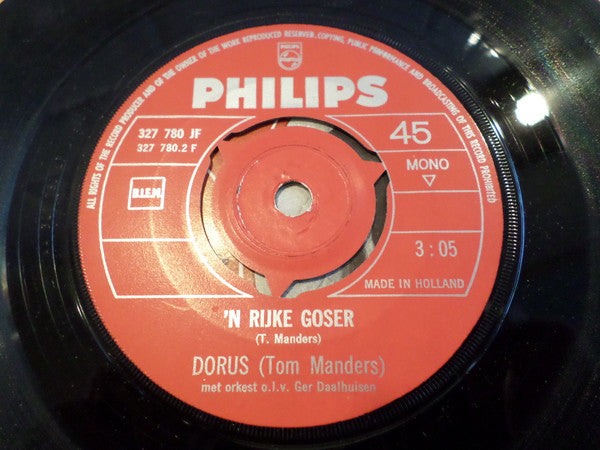 ALL RIGHTS OF THE RECORD PRODUCER AND OF THE OWNER OF THE WORK REPRODUCED RESERVED. COPYING, PUBLIC PERFORMANCE AND BROADCASTING OF THIS RECORD PROHIBITED
PHILIPS
PHILIPS
327 780 JF
327 780.2 F
45
MONO
B.I.E.M.
3:05
MADE IN HOLLAND
'N RIJKE GOSER
(T. Manders)
DORUS (Tom Manders)
met orkest o.l.v. Ger Daalhuisen